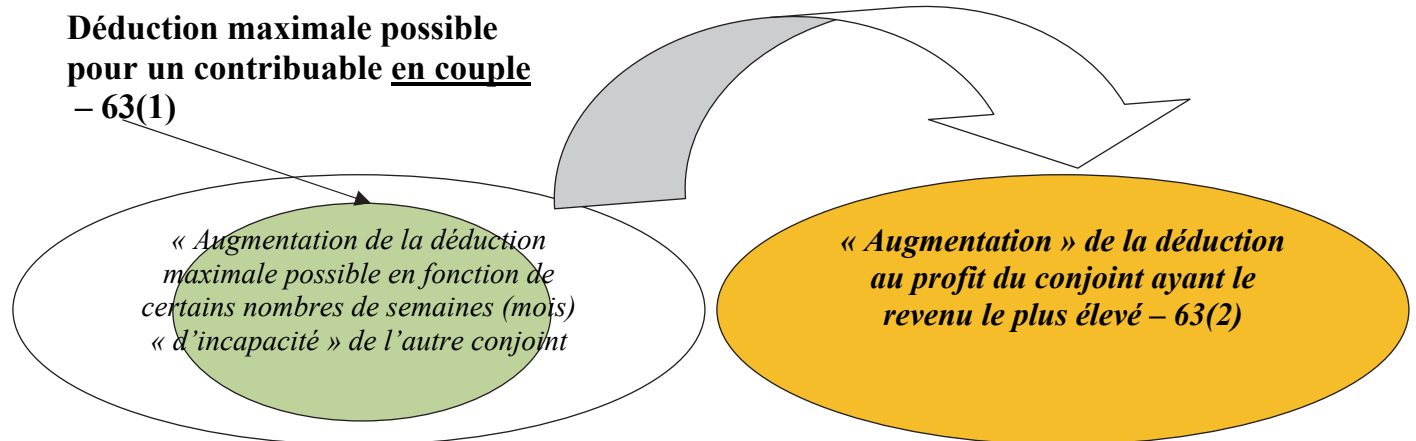 Déduction maximale possible
pour un contribuable en couple
– 63(1)
« Augmentation de la déduction
maximale possible en fonction de
certains nombres de semaines (mois)
« d’incapacité » de l’autre conjoint
« Augmentation » de la déduction
au profit du conjoint ayant le
revenu le plus élevé – 63(2)